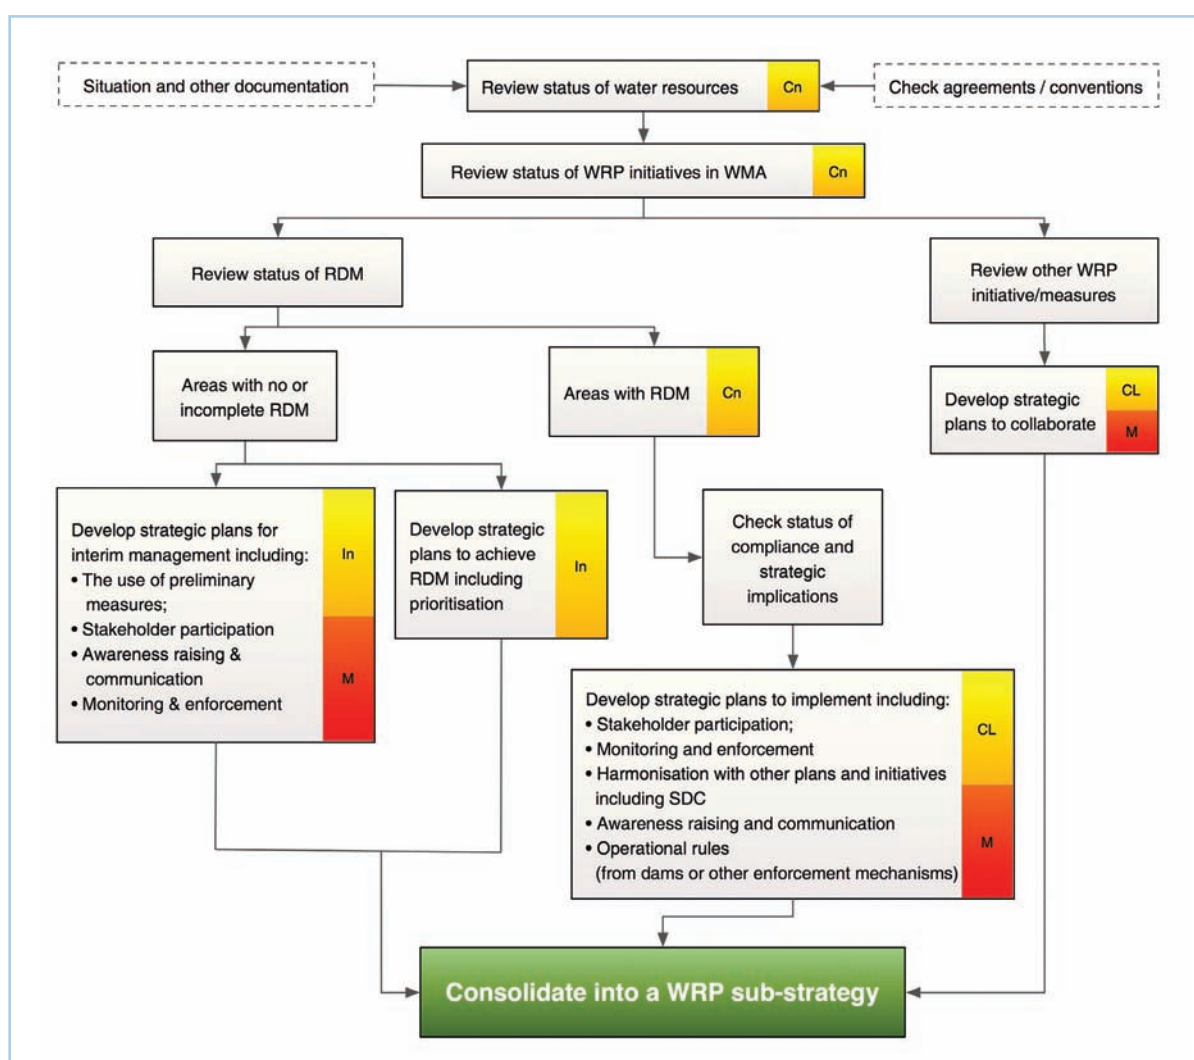 Situation and other documentation
Review status of water resources
Cn
Check agreements / conventions
Review status of WRP initiatives in WMA
Cn
Review status of RDM
Review other WRP
initiative/measures
Areas with no or
incomplete RDM
Areas with RDM
Cn
Develop strategic
plans to collaborate
CL
M
Develop strategic plans for
interim management including:
• The use of preliminary
measures;
• Stakeholder participation
• Awareness raising &
communication
• Monitoring & enforcement
In
M
Develop strategic
plans to achieve
RDM including
prioritisation
In
Check status of
compliance and
strategic
implications
Develop strategic plans to implement including:
• Stakeholder participation;
• Monitoring and enforcement
• Harmonisation with other plans and initiatives
including SDC
• Awareness raising and communication
• Operational rules
(from dams or other enforcement mechanisms)
CL
M
Consolidate into a WRP sub-strategy